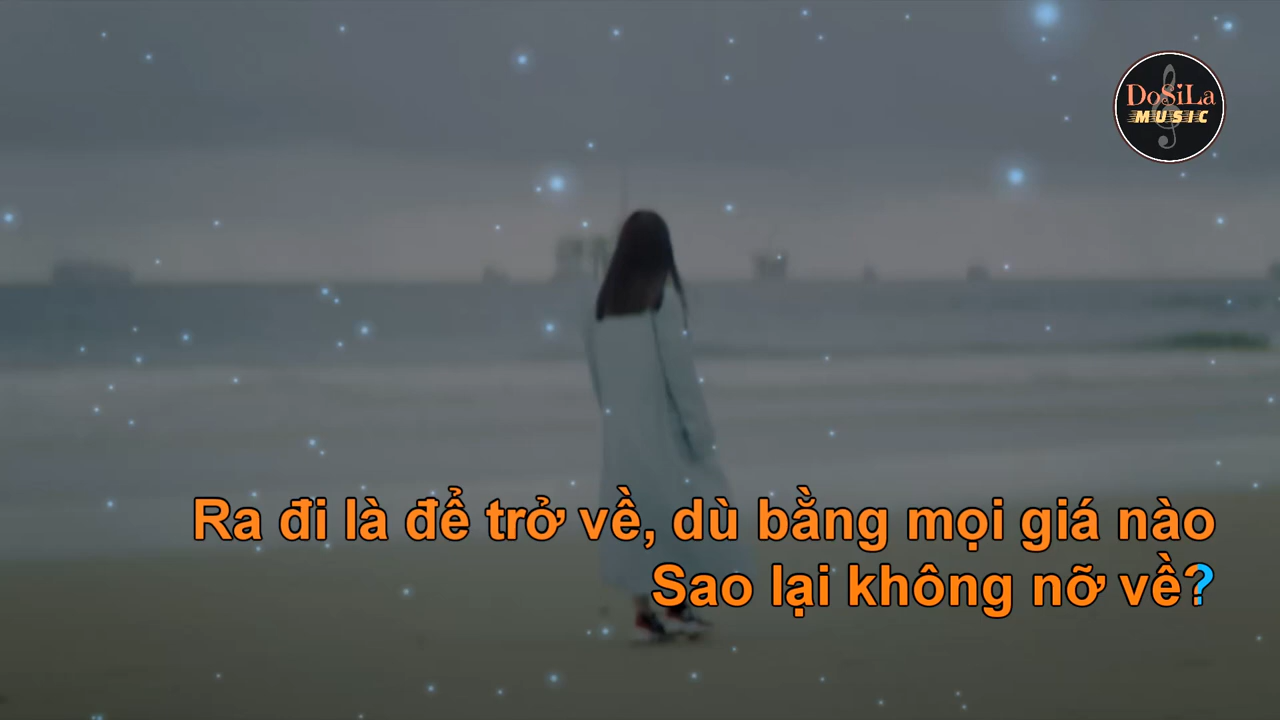 DoSiLa
MUSIC
Ra đi là để trở về, dù bằng mọi giá nào
Sao lại không nỡ về?